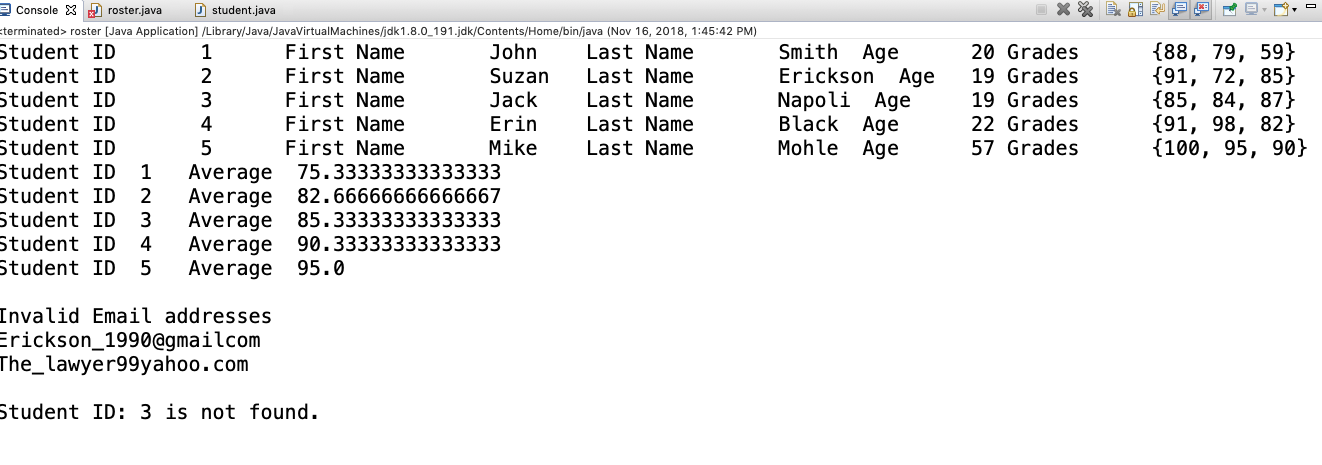 Console roster.java student.java
<terminated> roster [Java Application] /Library/Java/JavaVirtualMachines/jdk1.8.0_191.jdk/Contents/Home/bin/java (Nov 16, 2018, 1:45:42 PM)
Student ID 1 First Name John Last Name Smith Age 20 Grades {88, 79, 59}
Student ID 2 First Name Suzan Last Name Erickson Age 19 Grades {91, 72, 85}
Student ID 3 First Name Jack Last Name Napoli Age 19 Grades {85, 84, 87}
Student ID 4 First Name Erin Last Name Black Age 22 Grades {91, 98, 82}
Student ID 5 First Name Mike Last Name Mohle Age 57 Grades {100, 95, 90}
Student ID 1 Average 75.33333333333333
Student ID 2 Average 82.66666666666667
Student ID 3 Average 85.33333333333333
Student ID 4 Average 90.33333333333333
Student ID 5 Average 95.0
Invalid Email addresses
Erickson_1990@gmailcom
The_lawyer99yahoo.com
Student ID: 3 is not found.